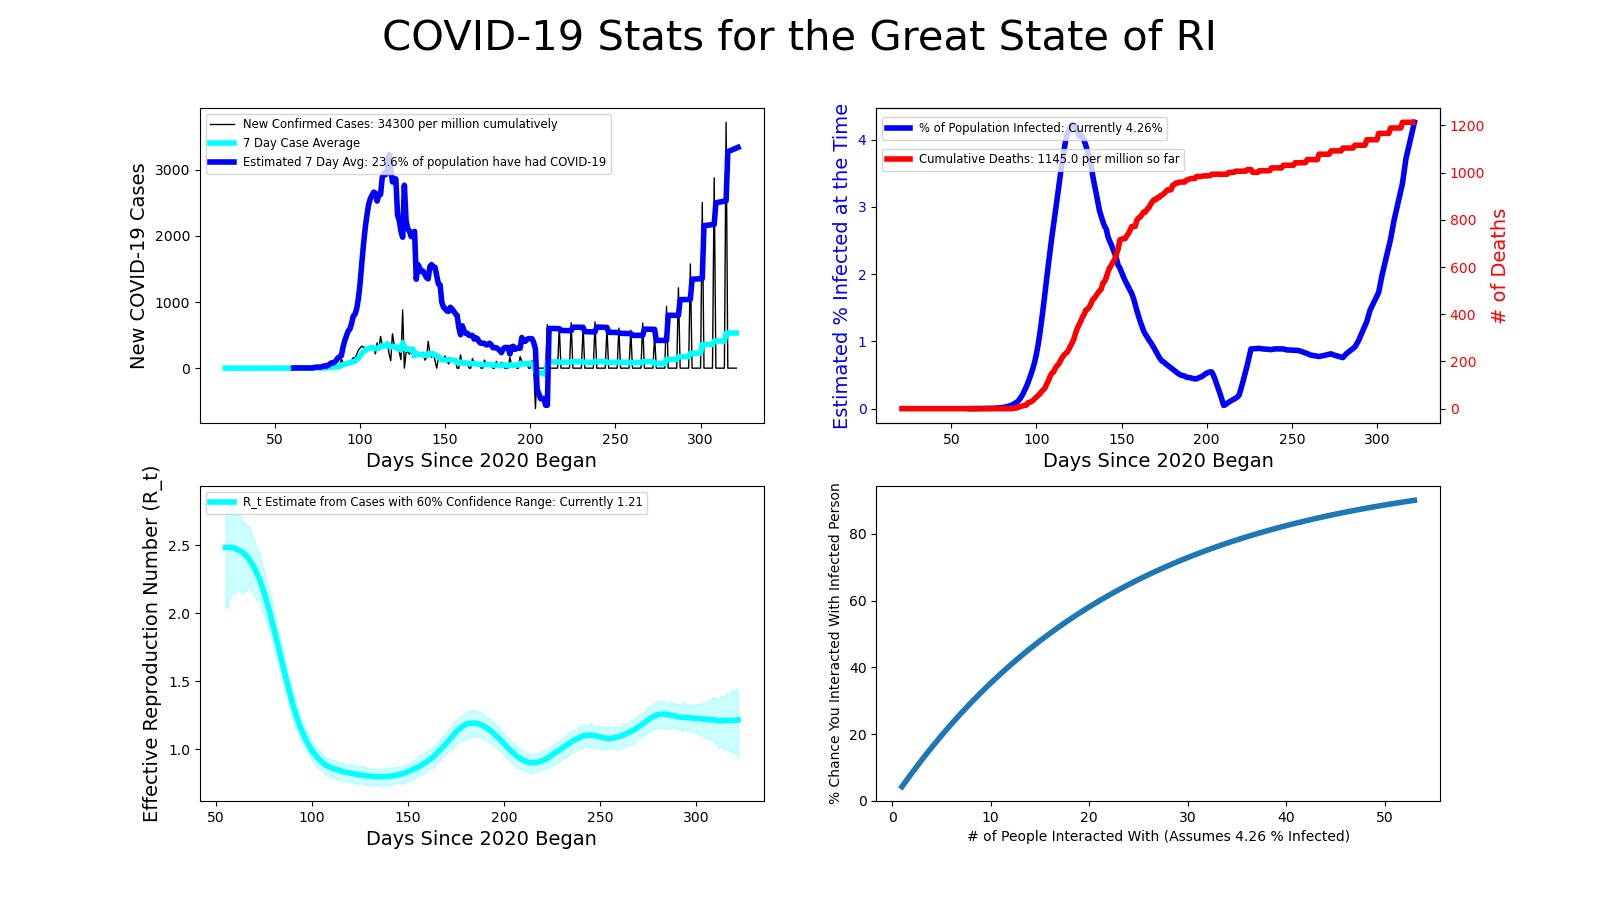 COVID-19 Stats for the Great State of RI
New COVID-19 Cases
3000
2000
1000
0
New Confirmed Cases: 34300 per million cumulatively
7 Day Case Average
Estimated 7 Day Avg: 23.6% of population have had COVID-19
50 100 150 200 250 300
Days Since 2020 Began
Estimated % Infected at the Time
4
3
2
1
0
% of Population Infected: Currently 4.26%
Cumulative Deaths: 1145.0 per million so far
1200
1000
800
600
400
200
0
# of Deaths
50 100 150 200 250 300
Days Since 2020 Began
Effective Reproduction Number (R_t)
2.5
2.0
1.5
1.0
R_t Estimate from Cases with 60% Confidence Range: Currently 1.21
50 100 150 200 250 300
Days Since 2020 Began
% Chance You Interacted With Infected Person
80
60
40
20
0
0 10 20 30 40 50
# of People Interacted With (Assumes 4.26 % Infected)